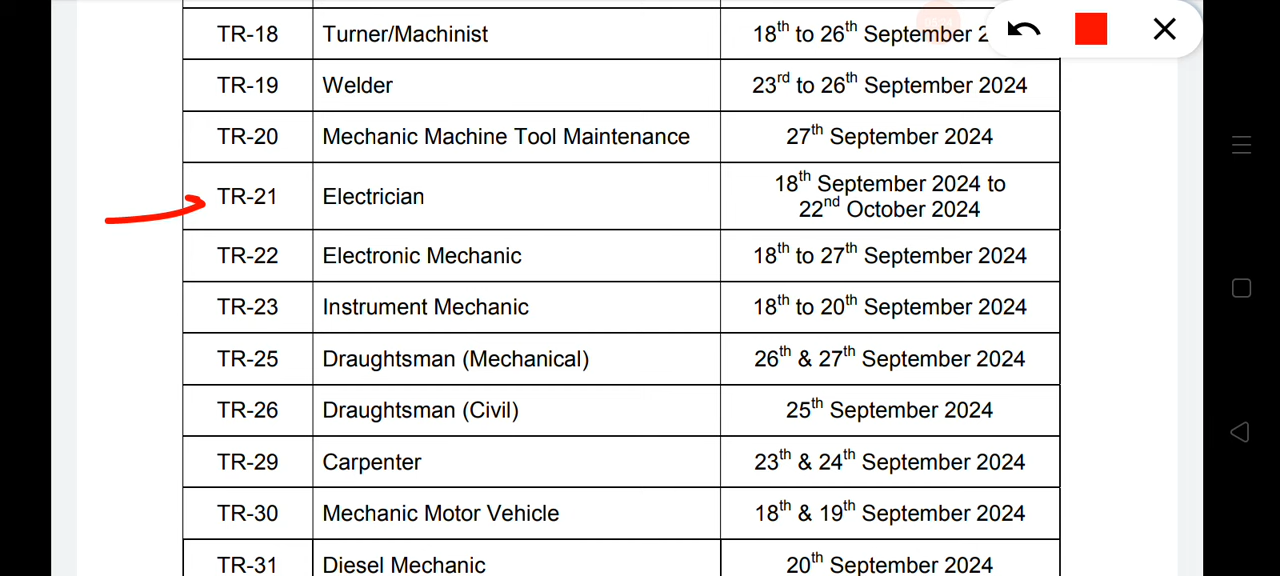 TR-18 Turner/Machinist 18th to 26th September 2
TR-19 Welder 23rd to 26th September 2024
TR-20 Mechanic Machine Tool Maintenance 27th September 2024
TR-21 Electrician 18th September 2024 to
22nd October 2024
TR-22 Electronic Mechanic 18th to 27th September 2024
TR-23 Instrument Mechanic 18th to 20th September 2024
TR-25 Draughtsman (Mechanical) 26th & 27th September 2024
TR-26 Draughtsman (Civil) 25th September 2024
TR-29 Carpenter 23th & 24th September 2024
TR-30 Mechanic Motor Vehicle 18th & 19th September 2024
TR-31 Diesel Mechanic 20th September 2024